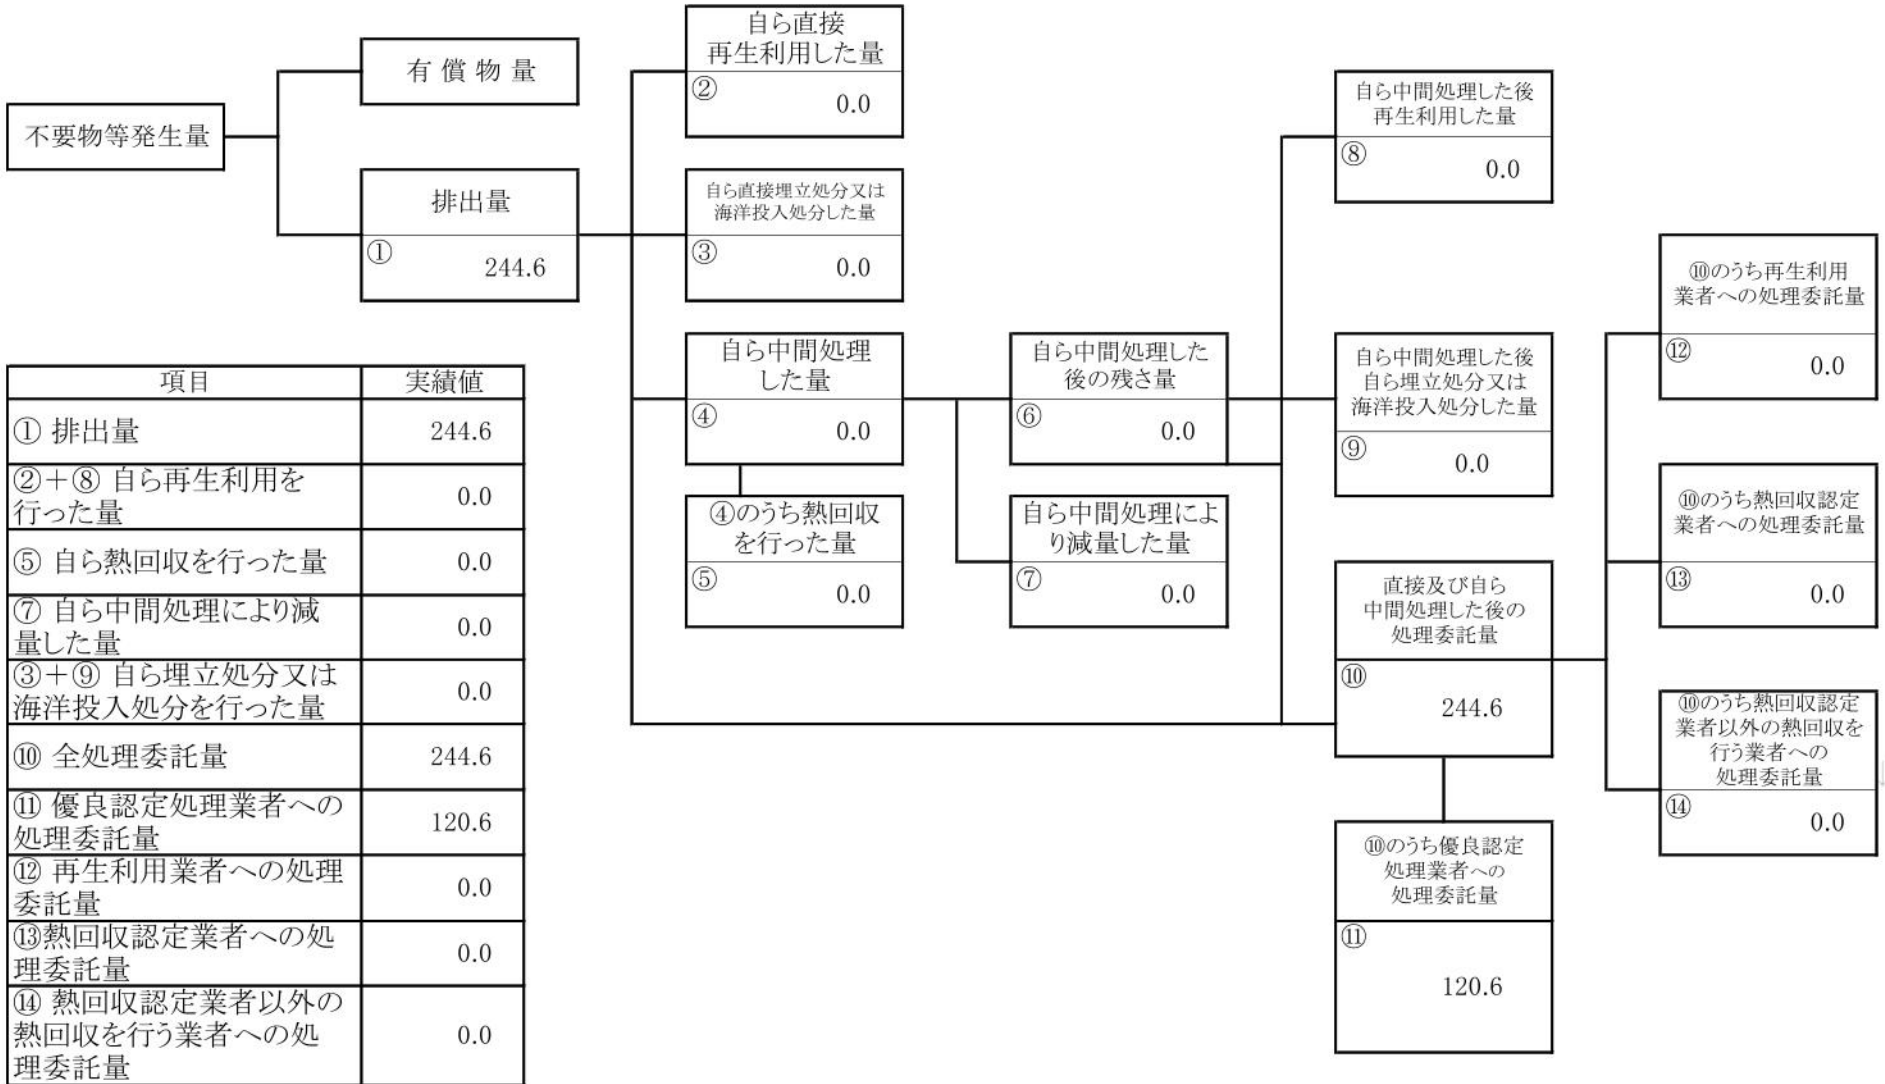 不要物等発生量
有償物量
排出量
①
244.6
自ら直接
再生利用した量
②
0.0
自ら直接埋立処分又は
海洋投入処分した量
③
0.0
自ら中間処理
した量
④
0.0
④のうち熱回収
を行った量
⑤
0.0
自ら中間処理した
後の残さ量
⑥
0.0
自ら中間処理によ
り減量した量
⑦
0.0
自ら中間処理した後
再生利用した量
⑧
0.0
自ら中間処理した後
自ら埋立処分又は
海洋投入処分した量
⑨
0.0
直接及び自ら
中間処理した後の
処理委託量
⑩
244.6
⑩のうち優良認定
処理業者への
処理委託量
⑪
120.6
⑩のうち再生利用
業者への処理委託量
⑫
0.0
⑩のうち熱回収認定
業者への処理委託量
⑬
0.0
⑩のうち熱回収認定
業者以外の熱回収を
行う業者への
処理委託量
⑭
0.0
項目 実績値
① 排出量 244.6
②＋⑧ 自ら再生利用を
行った量 0.0
⑤ 自ら熱回収を行った量 0.0
⑦ 自ら中間処理により減
量した量 0.0
③＋⑨ 自ら埋立処分又は
海洋投入処分を行った量 0.0
⑩ 全処理委託量 244.6
⑪ 優良認定処理業者への
処理委託量 120.6
⑫ 再生利用業者への処理
委託量 0.0
⑬熱回収認定業者への処
理委託量 0.0
⑭ 熱回収認定業者以外の
熱回収を行う業者への処
理委託量 0.0